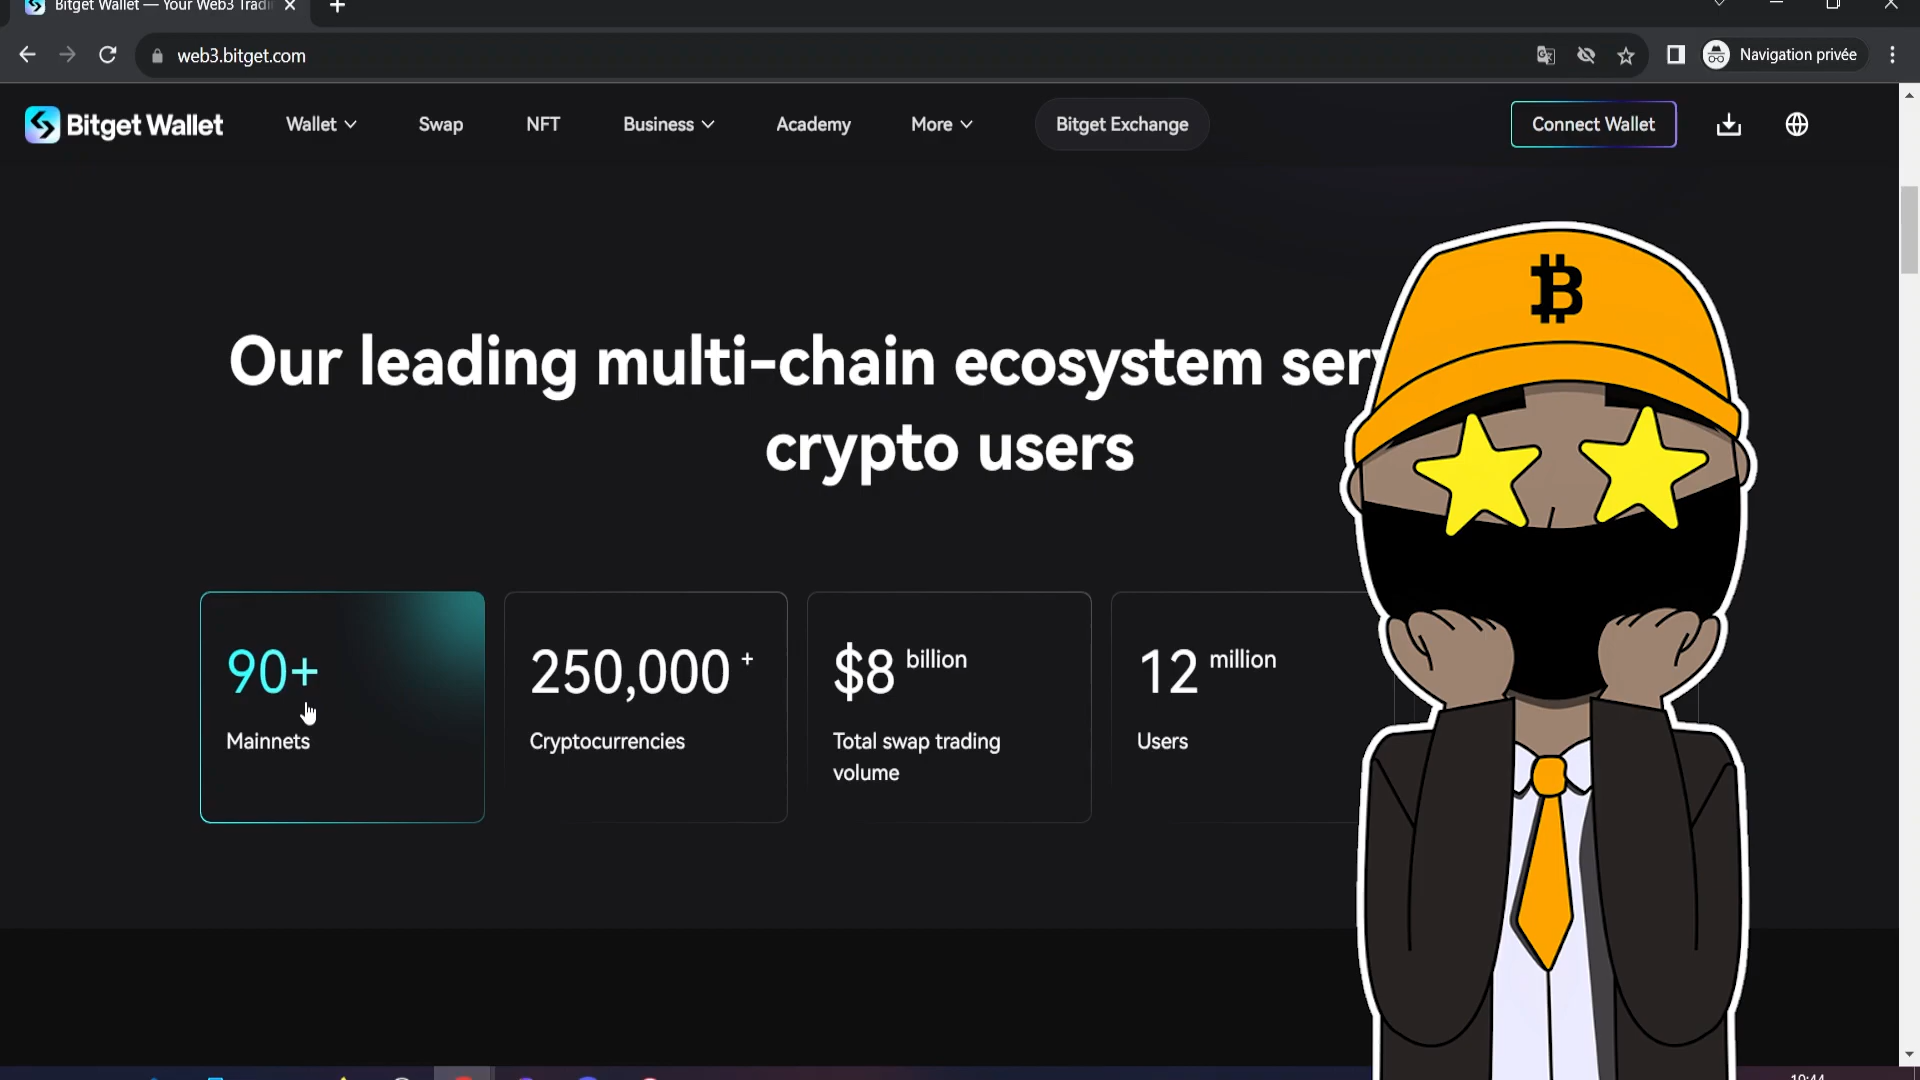 Bitget Wallet — Your Web3 Tradi
web3.bitget.com
Navigation privée
Bitget Wallet
Wallet
Swap
NFT
Business
Academy
More
Bitget Exchange
Connect Wallet
Our leading multi-chain ecosystem
crypto users
90+
Mainnets
250,000 +
Cryptocurrencies
$8 billion
Total swap trading
volume
12 million
Users